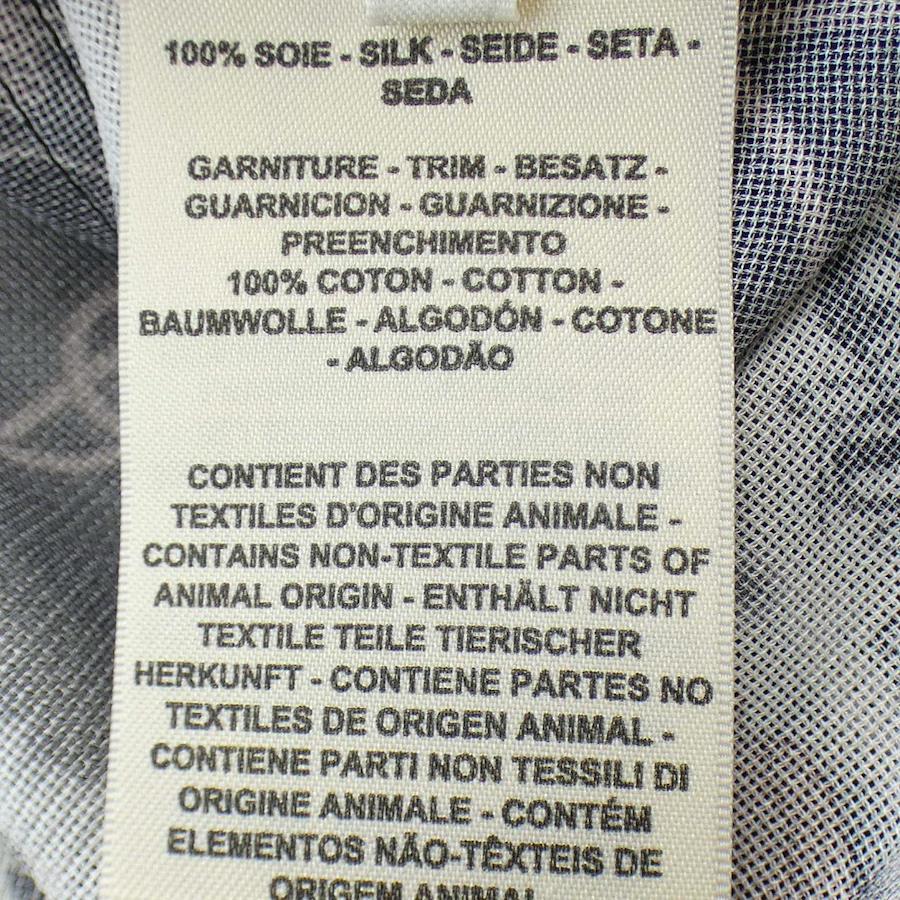 100% SOIE - SILK - SEIDE - SETA -
SEDA
GARNITURE - TRIM - BESATZ -
GUARNICION - GUARNIZIONE -
PREENCHIMENTO
100% COTON - COTTON -
BAUMWOLLE - ALGODÓN - COTONE
- ALGODÃO
CONTIENT DES PARTIES NON
TEXTILES D'ORIGINE ANIMALE -
CONTAINS NON-TEXTILE PARTS OF
ANIMAL ORIGIN - ENTHÄLT NICHT
TEXTILE TEILE TIERISCHER
HERKUNFT - CONTIENE PARTES NO
TEXTILES DE ORIGEN ANIMAL -
CONTIENE PARTI NON TESSILI DI
ORIGINE ANIMALE - CONTÉM
ELEMENTOS NÃO-TÊXTEIS DE
ORIGEM ANIMAL